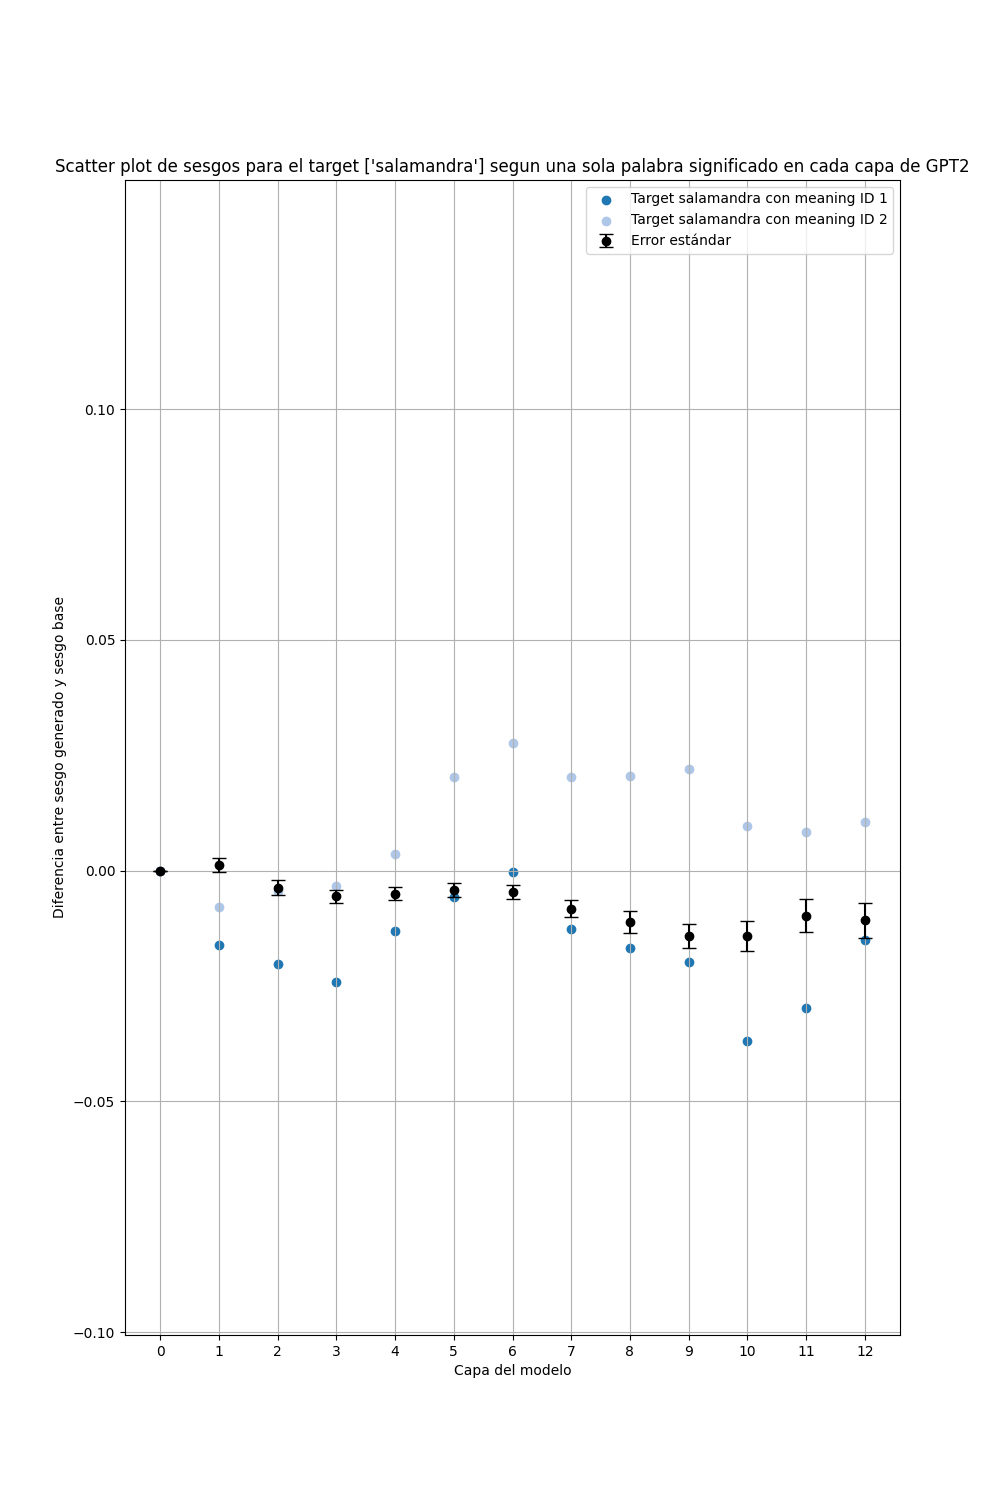 Scatter plot de sesgos para el target ['salamandra'] segun una sola palabra significado en cada capa de GPT2
Target salamandra con meaning ID 1
Target salamandra con meaning ID 2
Error estándar
Diferencia entre sesgo generado y sesgo base
0.10
0.05
0.00
−0.05
−0.10
0 1 2 3 4 5 6 7 8 9 10 11 12
Capa del modelo